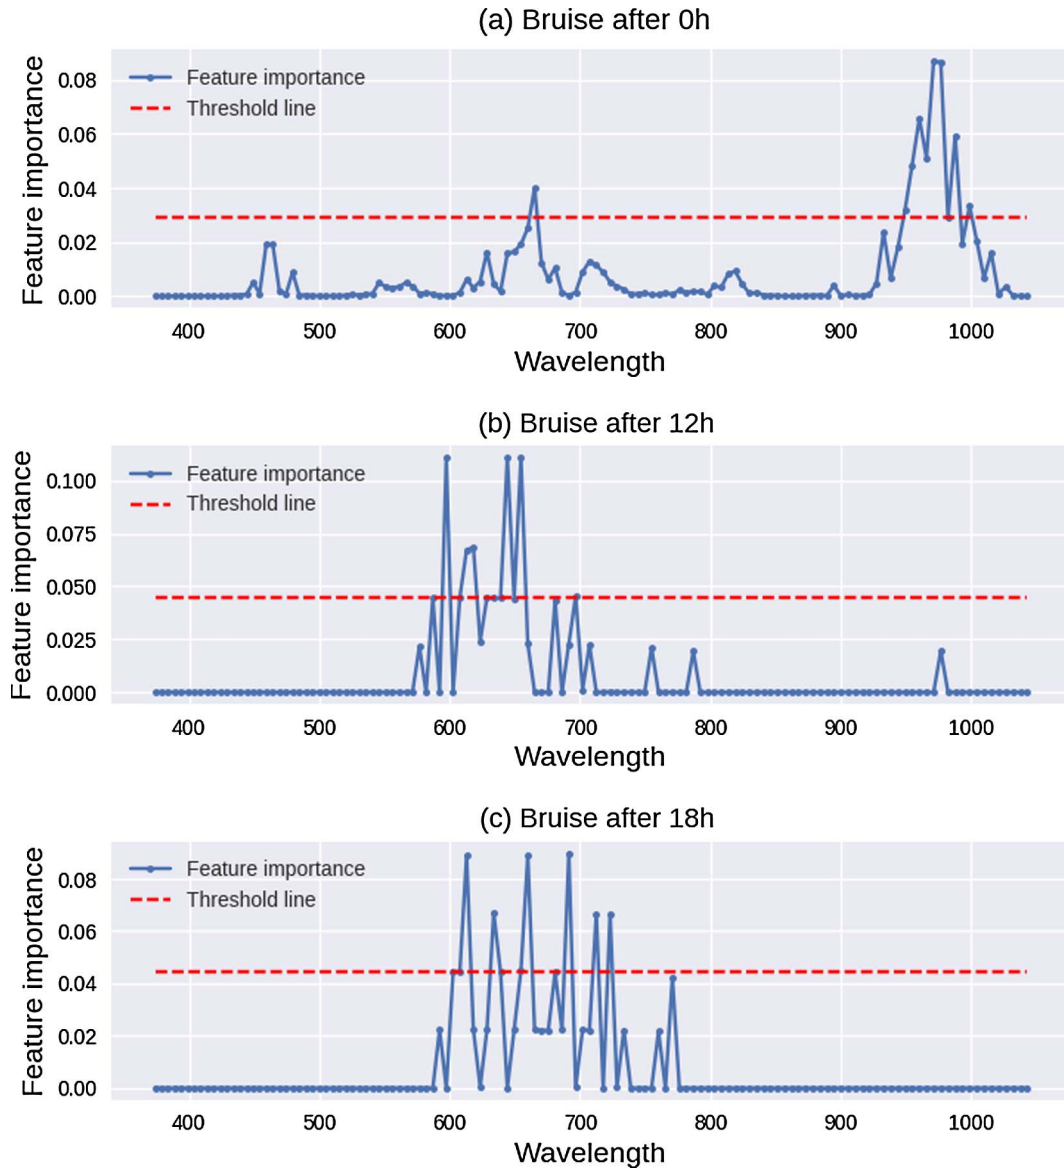 (a) Bruise after 0h
Feature importance
Threshold line
0.08
0.06
0.04
0.02
0.00
Feature importance
400 500 600 700 800 900 1000
Wavelength
(b) Bruise after 12h
Feature importance
Threshold line
0.100
0.075
0.050
0.025
0.000
Feature importance
400 500 600 700 800 900 1000
Wavelength
(c) Bruise after 18h
Feature importance
Threshold line
0.08
0.06
0.04
0.02
0.00
Feature importance
400 500 600 700 800 900 1000
Wavelength